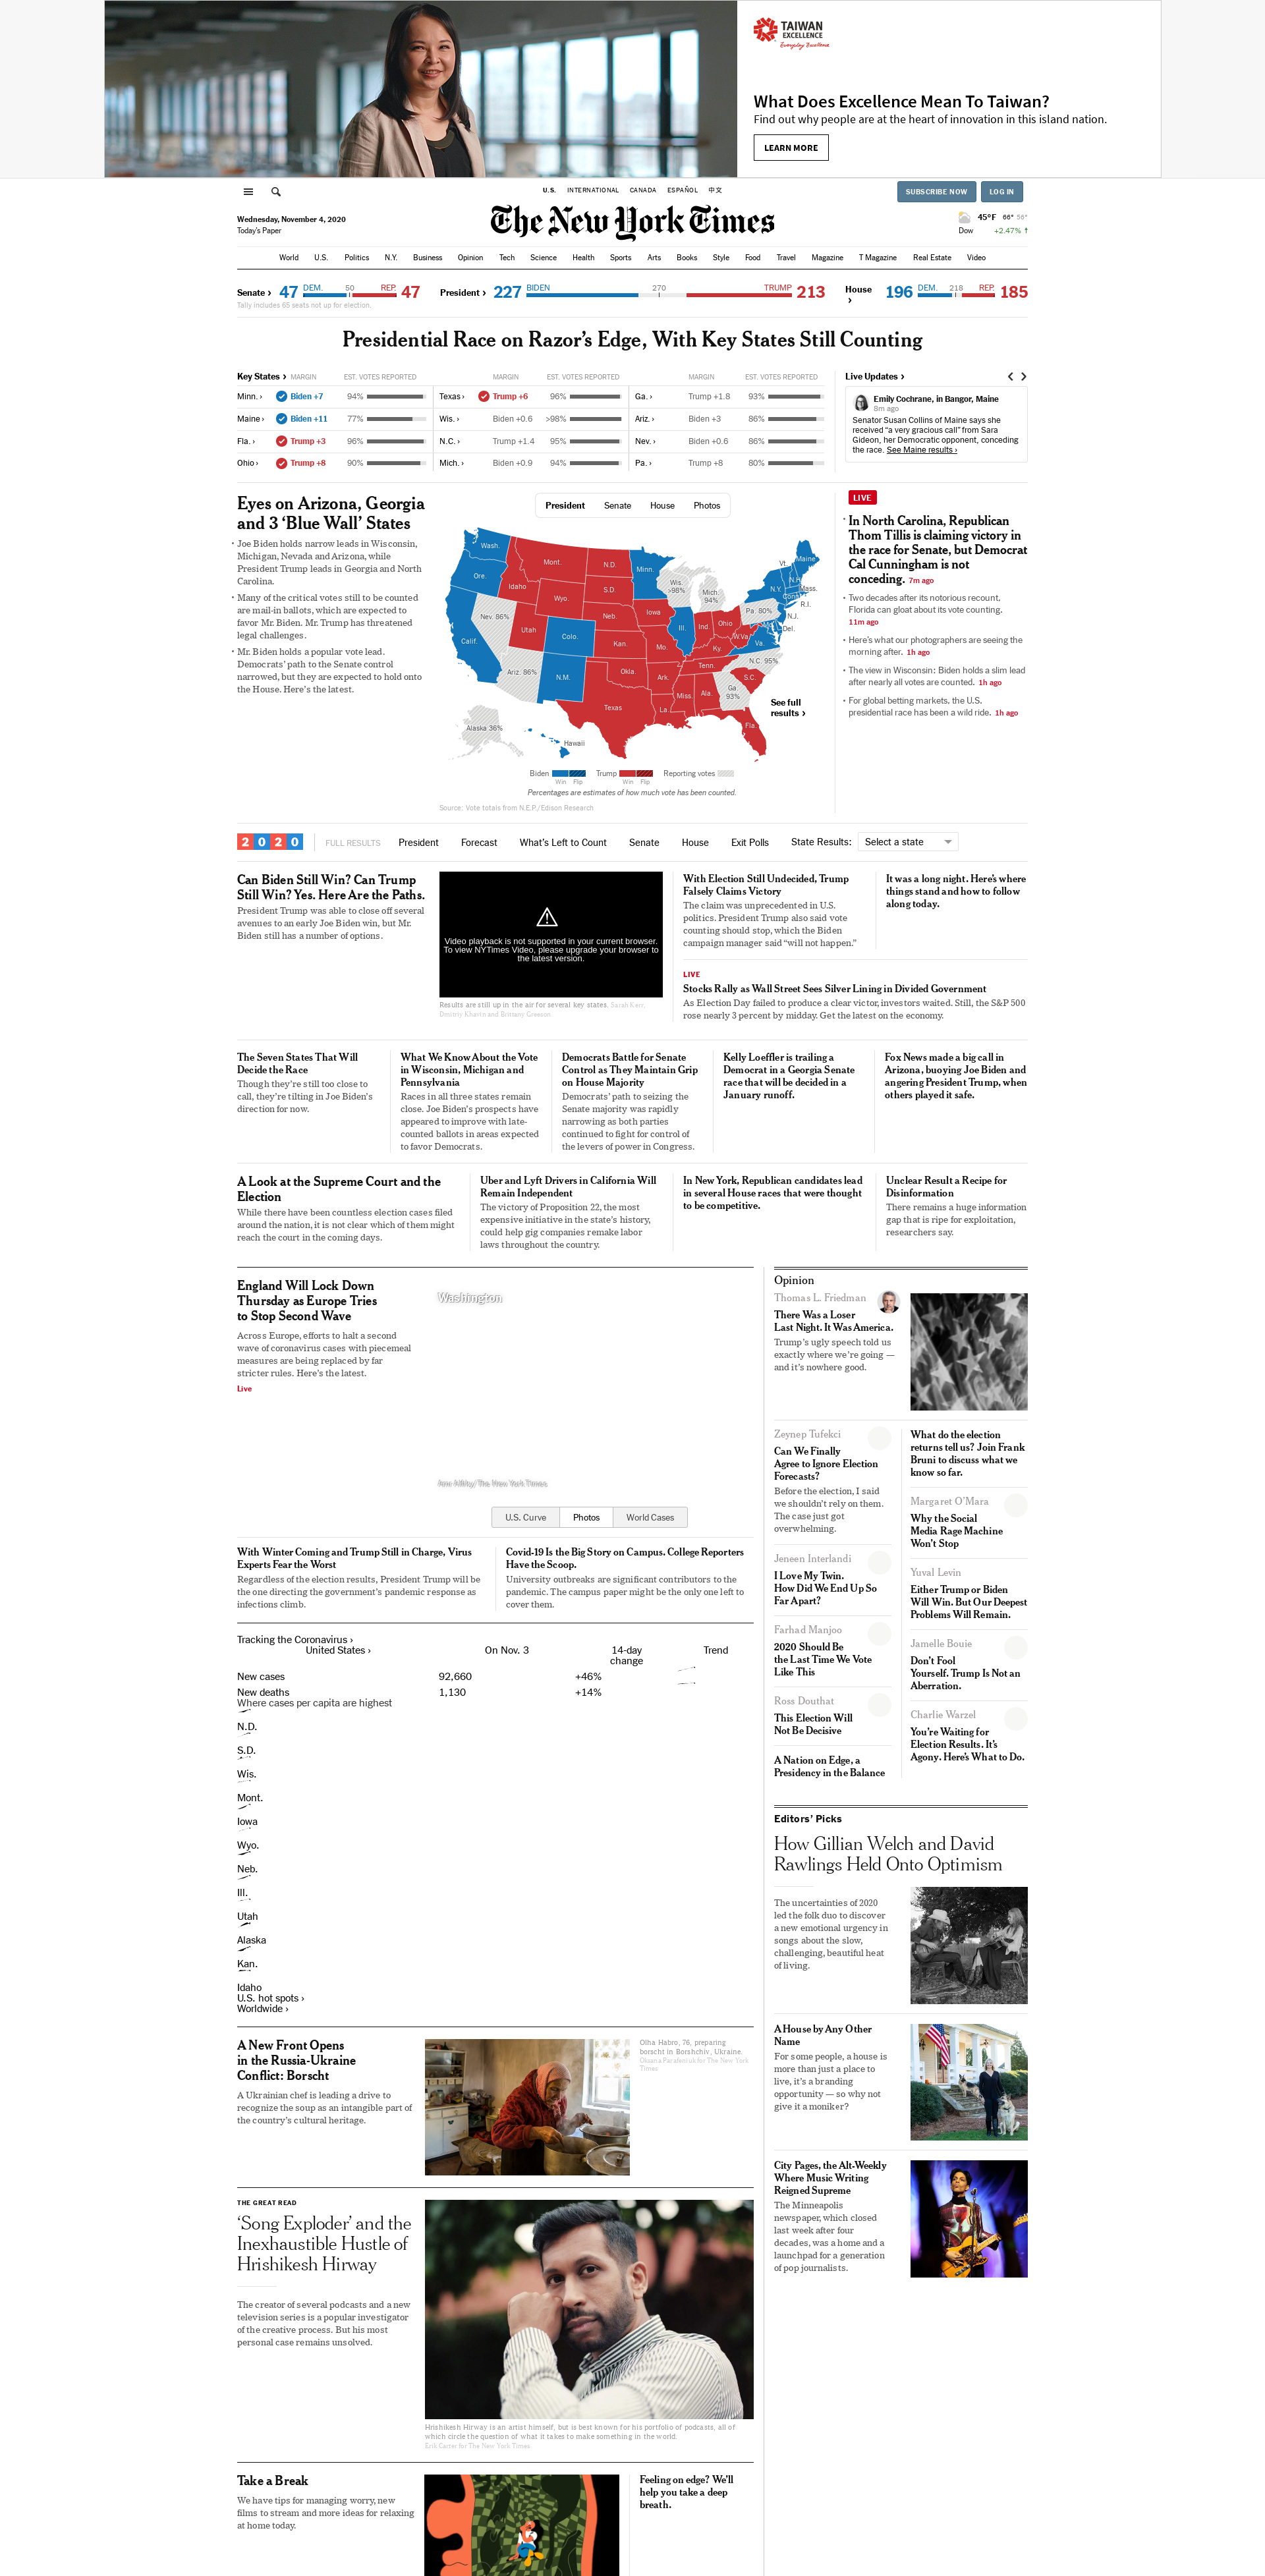 TAIWAN
EXCELLENCE
Everyday Excellence
What Does Excellence Mean To Taiwan?
Find out why people are at the heart of innovation in this island nation.
LEARN MORE
U.S. INTERNATIONAL CANADA ESPAÑOL 中文
SUBSCRIBE NOW LOG IN
Wednesday, November 4, 2020
Today's Paper
The New York Times
45°F 66° 56°
Dow +2.47% ↑
World U.S. Politics N.Y. Business Opinion Tech Science Health Sports Arts Books Style Food Travel Magazine T Magazine Real Estate Video
Senate › 47 DEM. 50 REP. 47
Tally includes 65 seats not up for election.
President › 227 BIDEN 270 TRUMP 213
House › 196 DEM. 218 REP. 185
Presidential Race on Razor's Edge, With Key States Still Counting
Key States › MARGIN EST. VOTES REPORTED
Minn. › Biden +7 94%
Maine › Biden +11 77%
Fla. › Trump +3 96%
Ohio › Trump +8 90%
MARGIN EST. VOTES REPORTED
Texas › Trump +6 96%
Wis. › Biden +0.6 >98%
N.C. › Trump +1.4 95%
Mich. › Biden +0.9 94%
MARGIN EST. VOTES REPORTED
Ga. › Trump +1.8 93%
Ariz. › Biden +3 86%
Nev. › Biden +0.6 86%
Pa. › Trump +8 80%
Live Updates ›
Emily Cochrane, in Bangor, Maine
8m ago
Senator Susan Collins of Maine says she
received "a very gracious call" from Sara
Gideon, her Democratic opponent, conceding
the race. See Maine results ›
Eyes on Arizona, Georgia
and 3 'Blue Wall' States
• Joe Biden holds narrow leads in Wisconsin,
Michigan, Nevada and Arizona, while
President Trump leads in Georgia and North
Carolina.
• Many of the critical votes still to be counted
are mail-in ballots, which are expected to
favor Mr. Biden. Mr. Trump has threatened
legal challenges.
• Mr. Biden holds a popular vote lead.
Democrats' path to the Senate control
narrowed, but they are expected to hold onto
the House. Here's the latest.
President Senate House Photos
Wash.
Ore.
Calif.
Nev. 86%
Idaho
Mont.
Wyo.
Utah
Ariz. 86%
Colo.
N.M.
N.D.
S.D.
Neb.
Kan.
Okla.
Texas
Minn.
Iowa
Mo.
Ark.
La.
Wis.
>98%
Mich.
94%
Ill.
Ind.
Ohio
Ky.
Tenn.
Miss.
Ala.
Ga.
93%
Fla.
S.C.
N.C. 95%
Va.
W.Va.
Pa. 80%
N.Y.
Vt.
N.H.
Maine
Mass.
Conn.
R.I.
N.J.
Del.
Alaska 36%
Hawaii
See full
results ›
Biden Trump Reporting votes
Win Flip Win Flip
Percentages are estimates of how much vote has been counted.
Source: Vote totals from N.E.P./Edison Research
LIVE
• In North Carolina, Republican
Thom Tillis is claiming victory in
the race for Senate, but Democrat
Cal Cunningham is not
conceding. 7m ago
• Two decades after its notorious recount,
Florida can gloat about its vote counting.
11m ago
• Here's what our photographers are seeing the
morning after. 1h ago
• The view in Wisconsin: Biden holds a slim lead
after nearly all votes are counted. 1h ago
• For global betting markets, the U.S.
presidential race has been a wild ride. 1h ago
2020 FULL RESULTS President Forecast What's Left to Count Senate House Exit Polls State Results: Select a state
Can Biden Still Win? Can Trump
Still Win? Yes. Here Are the Paths.
President Trump was able to close off several
avenues to an early Joe Biden win, but Mr.
Biden still has a number of options.
Video playback is not supported in your current browser.
To view NYTimes Video, please upgrade your browser to
the latest version.
Results are still up in the air for several key states. Sarah Kerr,
Dmitriy Khavin and Brittany Greeson
With Election Still Undecided, Trump
Falsely Claims Victory
The claim was unprecedented in U.S.
politics. President Trump also said vote
counting should stop, which the Biden
campaign manager said "will not happen."
It was a long night. Here's where
things stand and how to follow
along today.
LIVE
Stocks Rally as Wall Street Sees Silver Lining in Divided Government
As Election Day failed to produce a clear victor, investors waited. Still, the S&P 500
rose nearly 3 percent by midday. Get the latest on the economy.
The Seven States That Will
Decide the Race
Though they're still too close to
call, they're tilting in Joe Biden's
direction for now.
What We Know About the Vote
in Wisconsin, Michigan and
Pennsylvania
Races in all three states remain
close. Joe Biden's prospects have
appeared to improve with late-
counted ballots in areas expected
to favor Democrats.
Democrats Battle for Senate
Control as They Maintain Grip
on House Majority
Democrats' path to seizing the
Senate majority was rapidly
narrowing as both parties
continued to fight for control of
the levers of power in Congress.
Kelly Loeffler is trailing a
Democrat in a Georgia Senate
race that will be decided in a
January runoff.
Fox News made a big call in
Arizona, buoying Joe Biden and
angering President Trump, when
others played it safe.
A Look at the Supreme Court and the
Election
While there have been countless election cases filed
around the nation, it is not clear which of them might
reach the court in the coming days.
Uber and Lyft Drivers in California Will
Remain Independent
The victory of Proposition 22, the most
expensive initiative in the state's history,
could help gig companies remake labor
laws throughout the country.
In New York, Republican candidates lead
in several House races that were thought
to be competitive.
Unclear Result a Recipe for
Disinformation
There remains a huge information
gap that is ripe for exploitation,
researchers say.
England Will Lock Down
Thursday as Europe Tries
to Stop Second Wave
Across Europe, efforts to halt a second
wave of coronavirus cases with piecemeal
measures are being replaced by far
stricter rules. Here's the latest.
Live
Washington
The New York Times
U.S. Curve Photos World Cases
With Winter Coming and Trump Still in Charge, Virus
Experts Fear the Worst
Regardless of the election results, President Trump will be
the one directing the government's pandemic response as
infections climb.
Covid-19 Is the Big Story on Campus. College Reporters
Have the Scoop.
University outbreaks are significant contributors to the
pandemic. The campus paper might be the only one left to
cover them.
Tracking the Coronavirus ›
United States › On Nov. 3 14-day
change Trend
New cases 92,660 +46%
New deaths 1,130 +14%
Where cases per capita are highest
N.D.
S.D.
Wis.
Mont.
Iowa
Wyo.
Neb.
Ill.
Utah
Alaska
Kan.
Idaho
U.S. hot spots ›
Worldwide ›
A New Front Opens
in the Russia-Ukraine
Conflict: Borscht
A Ukrainian chef is leading a drive to
recognize the soup as an intangible part of
the country's cultural heritage.
Olha Habro, 76, preparing
borscht in Borshchiv, Ukraine.
Oksana Parafeniuk for The New York
Times
THE GREAT READ
'Song Exploder' and the
Inexhaustible Hustle of
Hrishikesh Hirway
The creator of several podcasts and a new
television series is a popular investigator
of the creative process. But his most
personal case remains unsolved.
Hrishikesh Hirway is an artist himself, but is best known for his portfolio of podcasts, all of
which circle the question of what it takes to make something in the world.
Erik Carter for The New York Times
Take a Break
We have tips for managing worry, new
films to stream and more ideas for relaxing
at home today.
Feeling on edge? We'll
help you take a deep
breath.
Opinion
Thomas L. Friedman
There Was a Loser
Last Night. It Was America.
Trump's ugly speech told us
exactly where we're going —
and it's nowhere good.
Zeynep Tufekci
Can We Finally
Agree to Ignore Election
Forecasts?
Before the election, I said
we shouldn't rely on them.
The case just got
overwhelming.
Jeneen Interlandi
I Love My Twin.
How Did We End Up So
Far Apart?
Farhad Manjoo
2020 Should Be
the Last Time We Vote
Like This
Ross Douthat
This Election Will
Not Be Decisive
A Nation on Edge, a
Presidency in the Balance
What do the election
returns tell us? Join Frank
Bruni to discuss what we
know so far.
Margaret O'Mara
Why the Social
Media Rage Machine
Won't Stop
Yuval Levin
Either Trump or Biden
Will Win. But Our Deepest
Problems Will Remain.
Jamelle Bouie
Don't Fool
Yourself. Trump Is Not an
Aberration.
Charlie Warzel
You're Waiting for
Election Results. It's
Agony. Here's What to Do.
Editors' Picks
How Gillian Welch and David
Rawlings Held Onto Optimism
The uncertainties of 2020
led the folk duo to discover
a new emotional urgency in
songs about the slow,
challenging, beautiful heat
of living.
A House by Any Other
Name
For some people, a house is
more than just a place to
live, it's a branding
opportunity — so why not
give it a moniker?
City Pages, the Alt-Weekly
Where Music Writing
Reigned Supreme
The Minneapolis
newspaper, which closed
last week after four
decades, was a home and a
launchpad for a generation
of pop journalists.